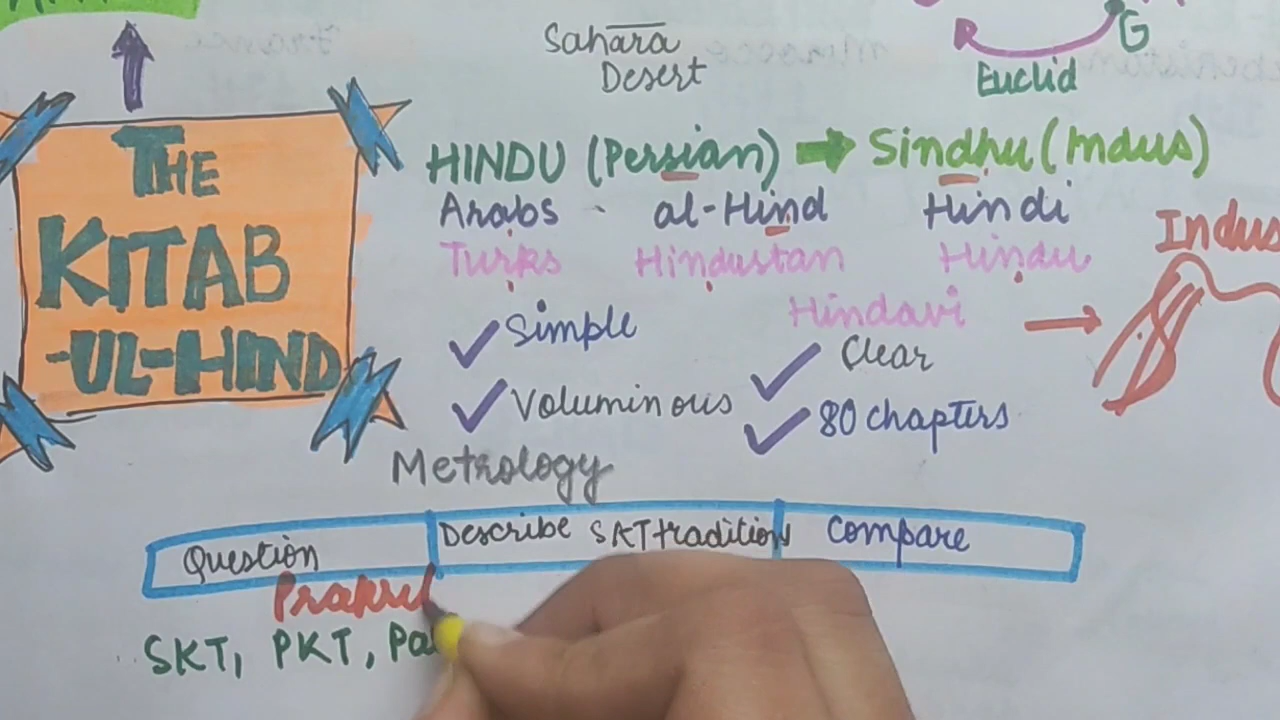 Sahara
Desert
R
G
Euclid
THE
KITAB
-UL-HIND
HINDU (Persian) → Sindhu (Indus)
Arabs al-Hind Hindi
Turks Hindustan Hindu
Hindavi
Indus
✓ Simple
✓ Clear
✓ Voluminous
✓ 80 chapters
Metrology
Question
Describe SKT traditions
Compare
SKT, PKT,